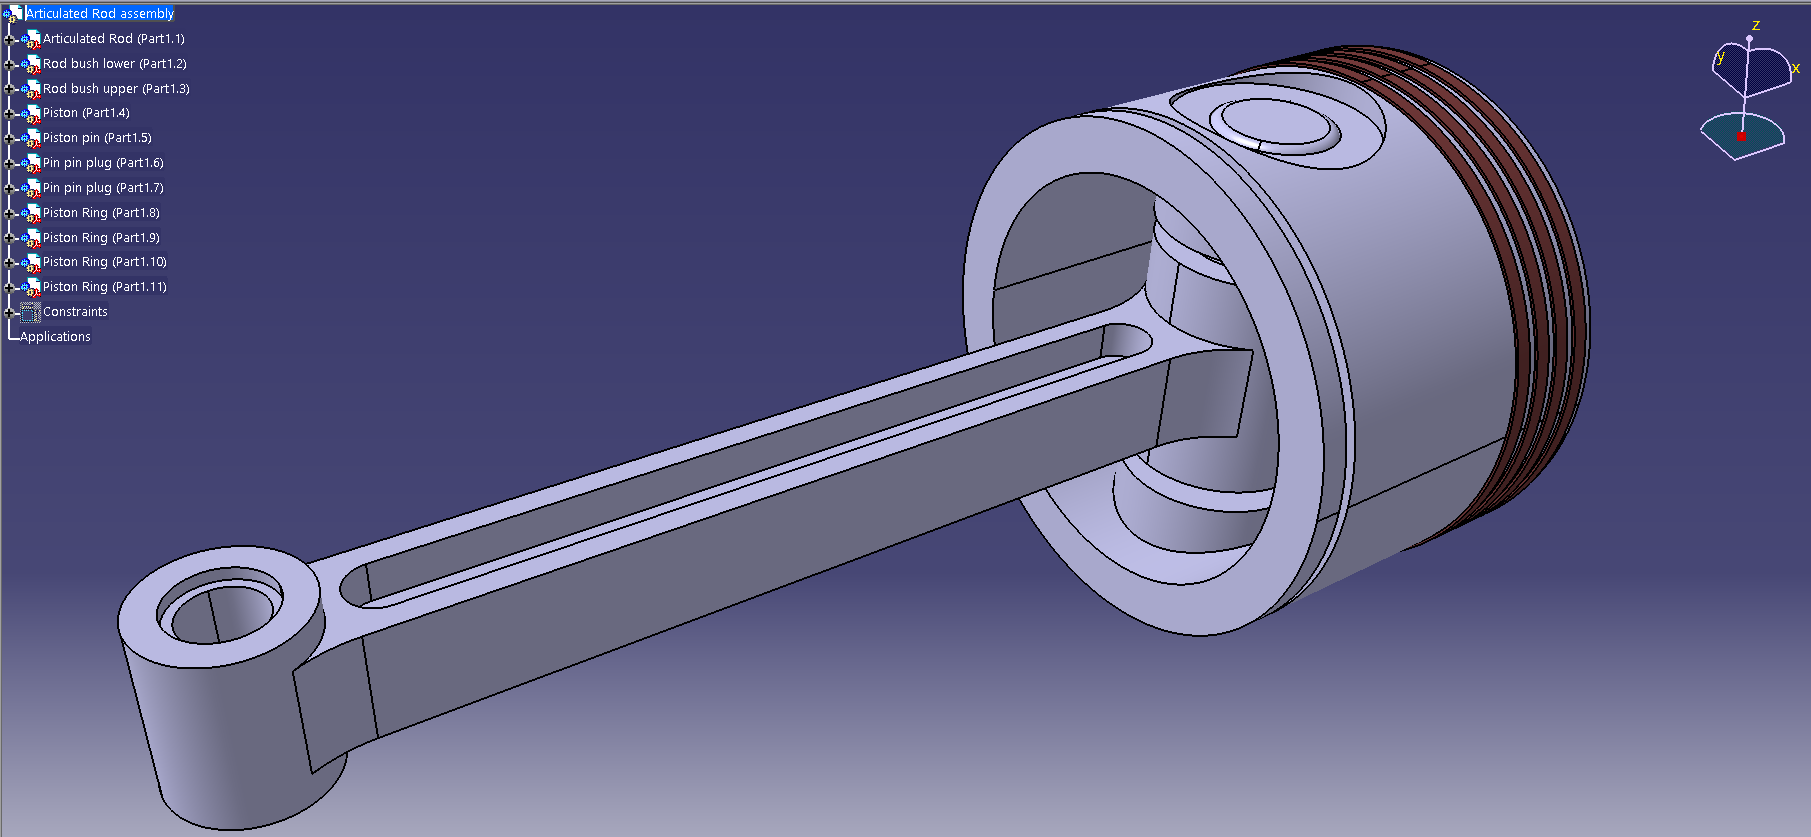 Articulated Rod assembly
Articulated Rod (Part1.1)
Rod bush lower (Part1.2)
Rod bush upper (Part1.3)
Piston (Part1.4)
Piston pin (Part1.5)
Pin pin plug (Part1.6)
Pin pin plug (Part1.7)
Piston Ring (Part1.8)
Piston Ring (Part1.9)
Piston Ring (Part1.10)
Piston Ring (Part1.11)
Constraints
Applications
z
y
x